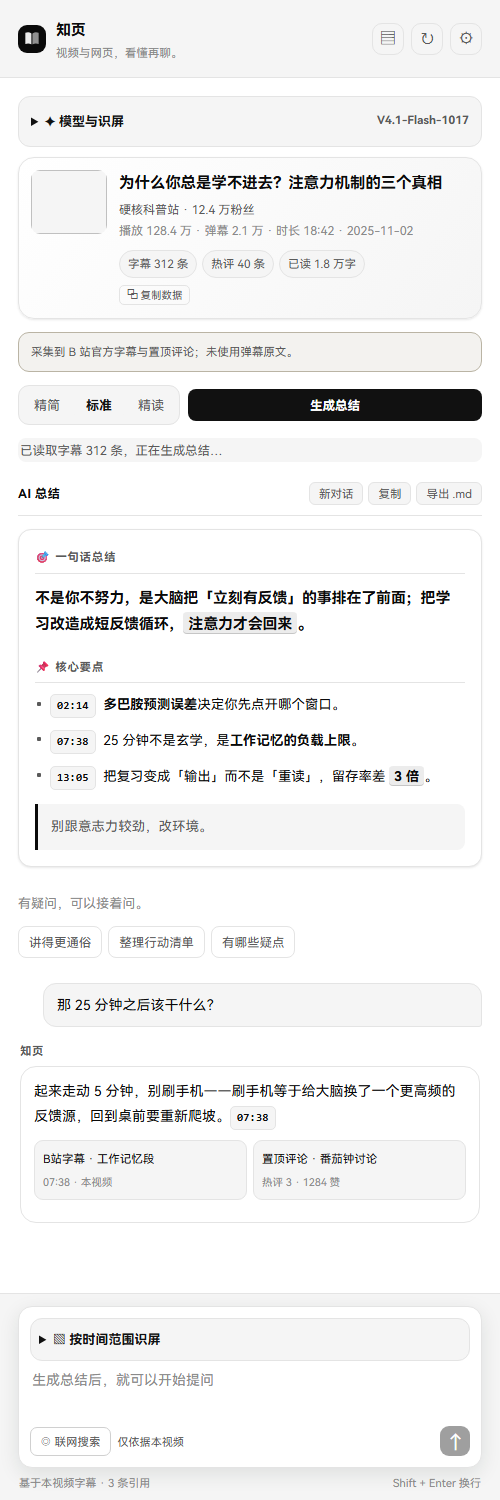 知页
视频与网页，看懂再聊。
▶ ✦ 模型与识屏
V4.1-Flash-1017
为什么你总是学不进去？注意力机制的三个真相
硬核科普站 · 12.4 万粉丝
播放 128.4 万 · 弹幕 2.1 万 · 时长 18:42 · 2025-11-02
字幕 312 条
热评 40 条
已读 1.8 万字
复制数据
采集到 B 站官方字幕与置顶评论；未使用弹幕原文。
精简
标准
精读
生成总结
已读取字幕 312 条，正在生成总结…
AI 总结
新对话
复制
导出 .md
🎯 一句话总结
不是你不努力，是大脑把「立刻有反馈」的事排在了前面；把学
习改造成短反馈循环，注意力才会回来。
📌 核心要点
02:14 多巴胺预测误差决定你先点开哪个窗口。
07:38 25 分钟不是玄学，是工作记忆的负载上限。
13:05 把复习变成「输出」而不是「重读」，留存率差 3 倍。
别跟意志力较劲，改环境。
有疑问，可以接着问。
讲得更通俗
整理行动清单
有哪些疑点
那 25 分钟之后该干什么？
知页
起来走动 5 分钟，别刷手机——刷手机等于给大脑换了一个更高频的
反馈源，回到桌前要重新爬坡。 07:38
B站字幕 · 工作记忆段
07:38 · 本视频
置顶评论 · 番茄钟讨论
热评 3 · 1284 赞
▶ ▧ 按时间范围识屏
生成总结后，就可以开始提问
◎ 联网搜索
仅依据本视频
↑
基于本视频字幕 · 3 条引用
Shift + Enter 换行